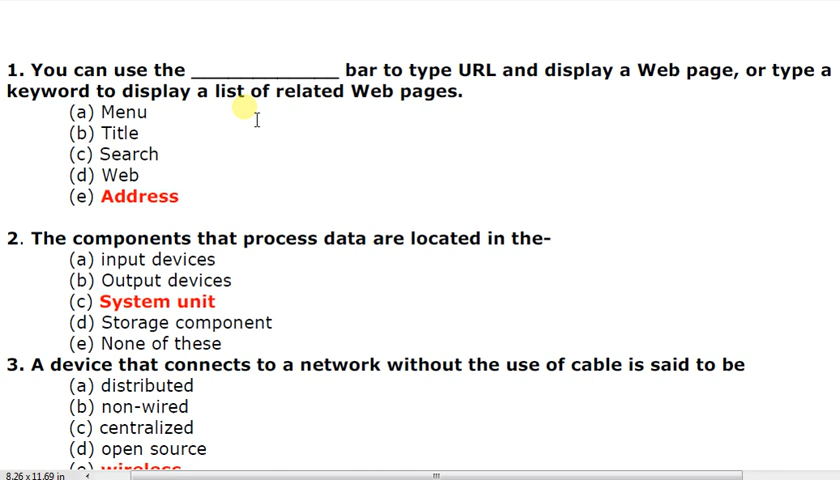 1. You can use the ______________ bar to type URL and display a Web page, or type a
keyword to display a list of related Web pages.
(a) Menu
(b) Title
(c) Search
(d) Web
(e) Address
2. The components that process data are located in the-
(a) input devices
(b) Output devices
(c) System unit
(d) Storage component
(e) None of these
3. A device that connects to a network without the use of cable is said to be
(a) distributed
(b) non-wired
(c) centralized
(d) open source
(e) wireless
8.26 x 11.69 in